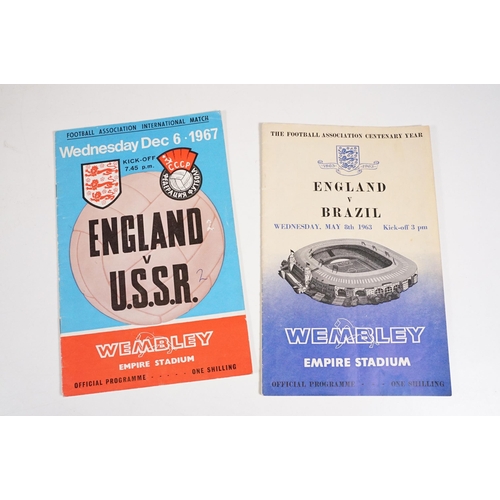 FOOTBALL ASSOCIATION INTERNATIONAL MATCH
Wednesday Dec 6 · 1967
KICK-OFF
7.45 p.m.
C.C.C.P.
ENGLAND 2
v
U.S.S.R. 2
WEMBLEY
EMPIRE STADIUM
OFFICIAL PROGRAMME · · · · · ONE SHILLING
THE FOOTBALL ASSOCIATION CENTENARY YEAR
ENGLAND
v
BRAZIL
WEDNESDAY, MAY 8th 1963 Kick-off 3 pm
WEMBLEY
EMPIRE STADIUM
OFFICIAL PROGRAMME · · · · ONE SHILLING